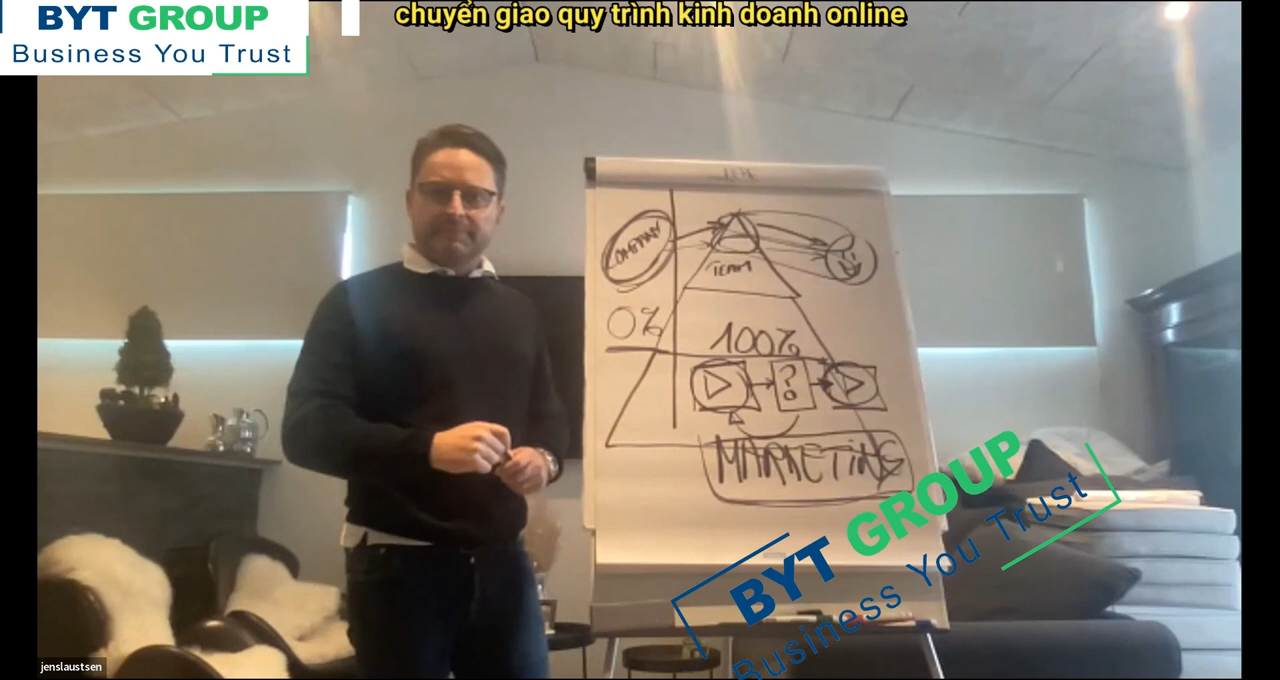 BYT GROUP
Business You Trust
chuyển giao quy trình kinh doanh online
COMPANY
TEAM
0%
100%
?
MARKETING
BYT GROUP
Business You Trust
jenslaustsen